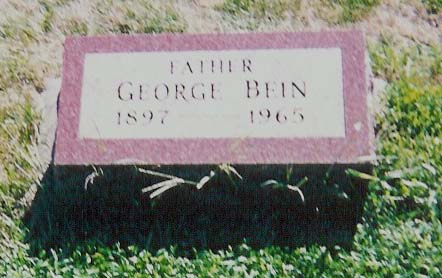 FATHER
GEORGE BEIN
1897 1965